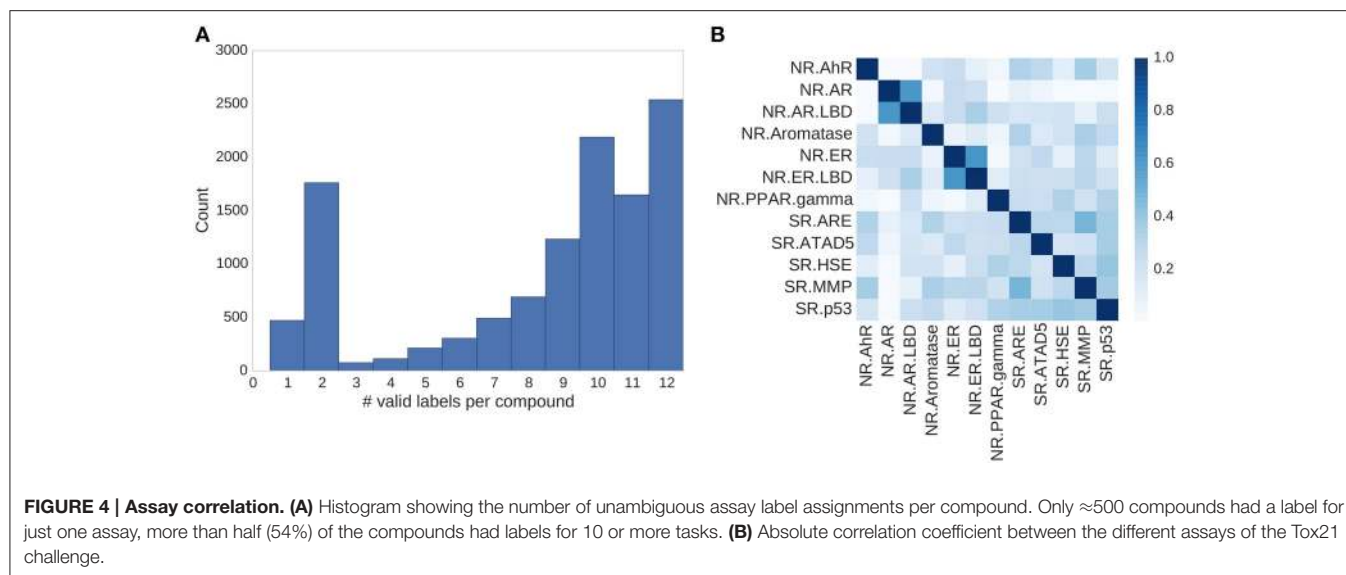 A
3000
2500
2000
1500
1000
500
0
Count
0 1 2 3 4 5 6 7 8 9 10 11 12
# valid labels per compound
B
NR.AhR
NR.AR
NR.AR.LBD
NR.Aromatase
NR.ER
NR.ER.LBD
NR.PPAR.gamma
SR.ARE
SR.ATAD5
SR.HSE
SR.MMP
SR.p53
NR.AhR
NR.AR
NR.AR.LBD
NR.Aromatase
NR.ER
NR.ER.LBD
NR.PPAR.gamma
SR.ARE
SR.ATAD5
SR.HSE
SR.MMP
SR.p53
1.0
0.8
0.6
0.4
0.2
FIGURE 4 | Assay correlation. (A) Histogram showing the number of unambiguous assay label assignments per compound. Only ≈500 compounds had a label for
just one assay, more than half (54%) of the compounds had labels for 10 or more tasks. (B) Absolute correlation coefficient between the different assays of the Tox21
challenge.